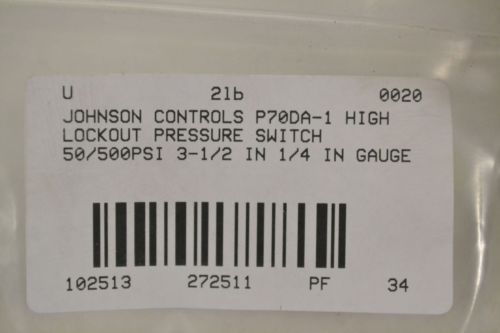 U 2lb 0020
JOHNSON CONTROLS P70DA-1 HIGH
LOCKOUT PRESSURE SWITCH
50/500PSI 3-1/2 IN 1/4 IN GAUGE
102513 272511 PF 34